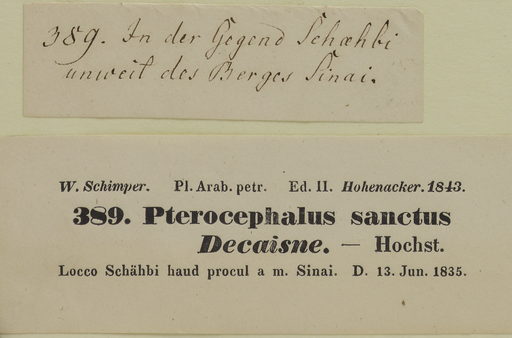 389. In der Gegend Schæhbi
unweit des Berges Sinai.
W. Schimper. Pl. Arab. petr. Ed. II. Hohenacker. 1843.
389. Pterocephalus sanctus
Decaisne. — Hochst.
Locco Schähbi haud procul a m. Sinai. D. 13. Jun. 1835.